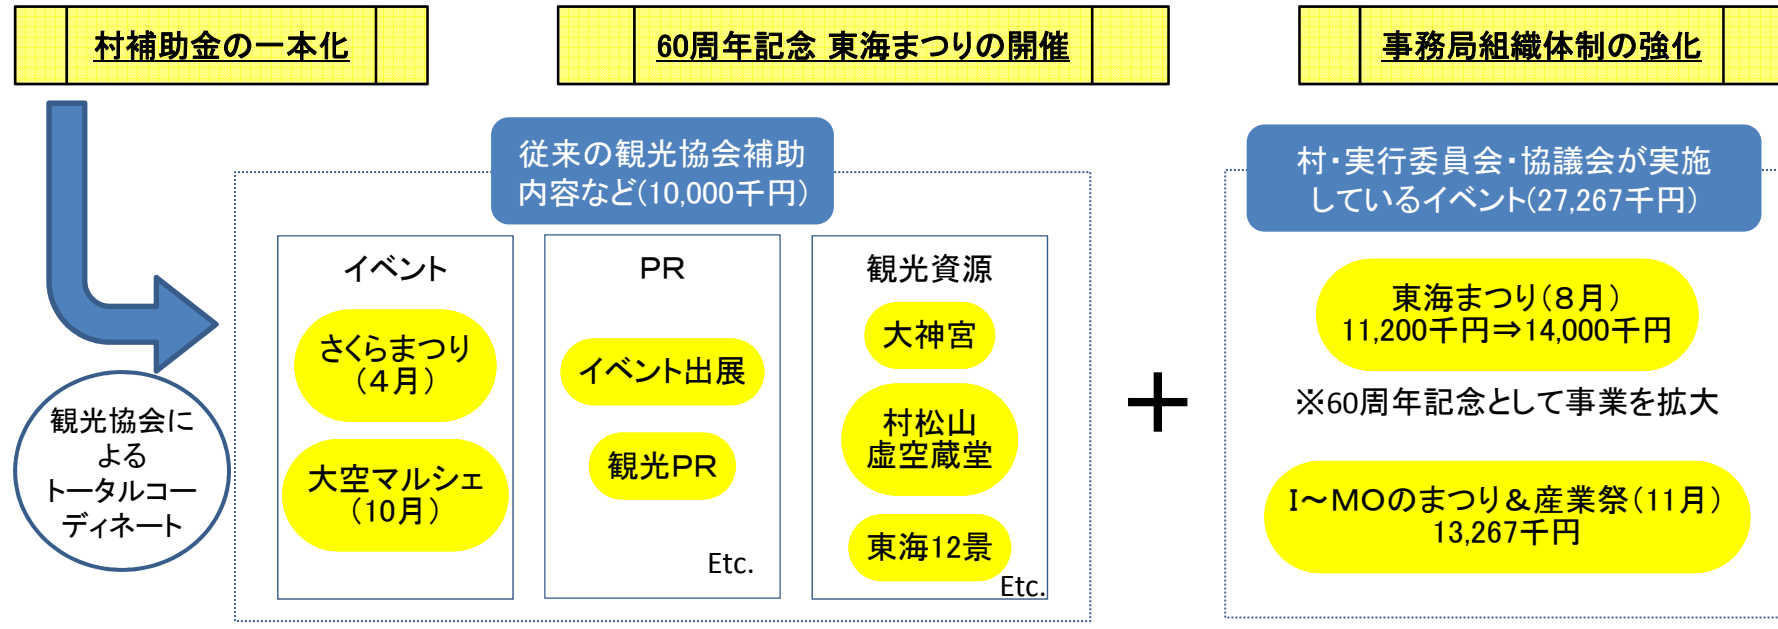 村補助金の一本化
60周年記念 東海まつりの開催
事務局組織体制の強化
従来の観光協会補助
内容など(10,000千円)
村・実行委員会・協議会が実施
しているイベント(27,267千円)
イベント
さくらまつり
(4月)
大空マルシェ
(10月)
PR
イベント出展
観光PR
Etc.
観光資源
大神宮
村松山
虚空蔵堂
東海12景
Etc.
+
東海まつり(8月)
11,200千円⇒14,000千円
※60周年記念として事業を拡大
I~MOのまつり&産業祭(11月)
13,267千円
観光協会に
よる
トータルコー
ディネート